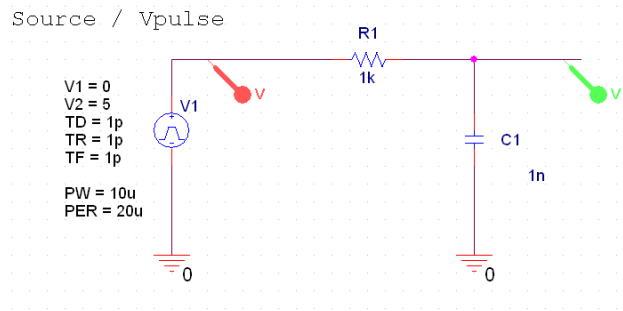 Source / Vpulse
R1
1k
V
V
V1 = 0
V2 = 5
TD = 1p
TR = 1p
TF = 1p
PW = 10u
PER = 20u
V1
+
-
C1
1n
0
0